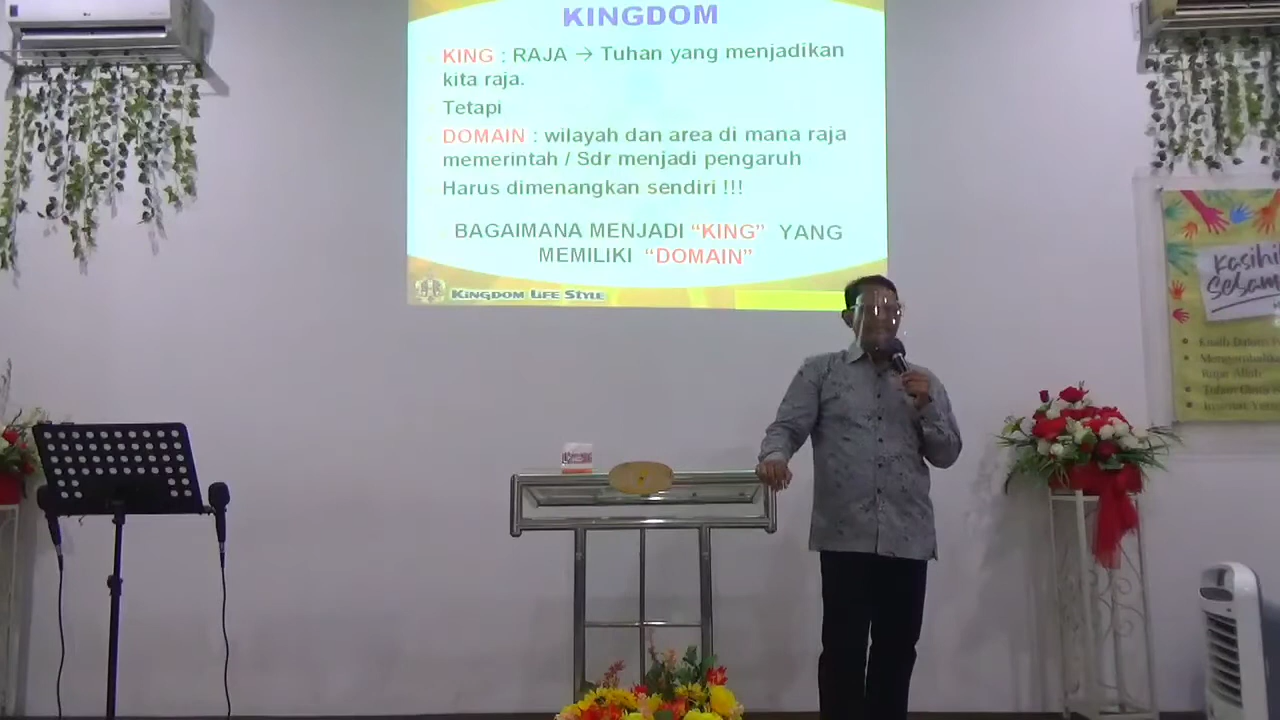 KINGDOM
KING : RAJA → Tuhan yang menjadikan
kita raja.
Tetapi
DOMAIN : wilayah dan area di mana raja
memerintah / Sdr menjadi pengaruh
Harus dimenangkan sendiri !!!
BAGAIMANA MENJADI “KING” YANG
MEMILIKI “DOMAIN”
KINGDOM LIFE STYLE
Kasihi